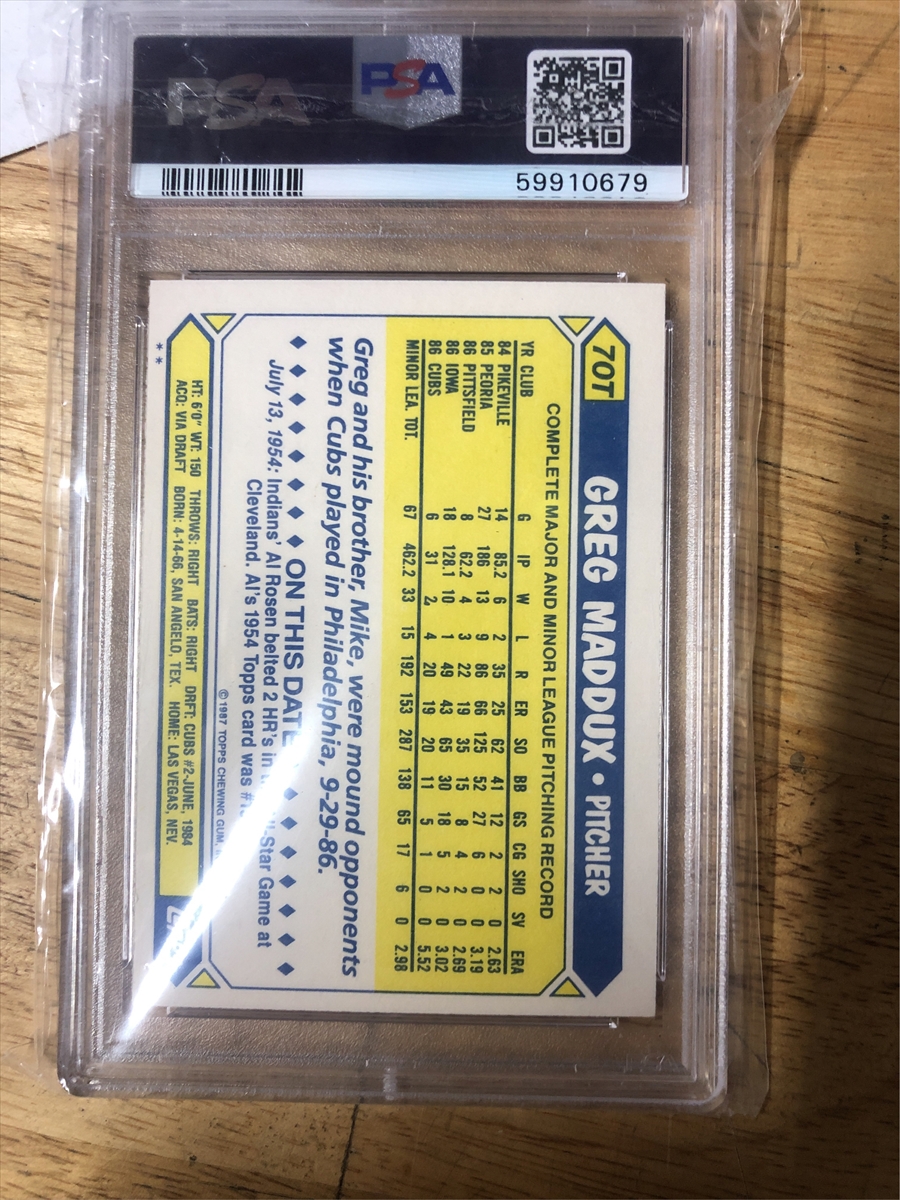 PSA
PSA
59910679
70T
GREG MADDUX • PITCHER
COMPLETE MAJOR AND MINOR LEAGUE PITCHING RECORD
YR CLUB G IP W L R ER SO BB GS CG SHO SV ERA
84 PIKEVILLE 14 85.2 6 2 35 25 62 41 12 2 2 0 2.63
85 PEORIA 27 186 13 9 86 66 125 52 27 6 0 0 3.19
86 PITTSFIELD 8 62.2 4 3 22 19 35 15 8 4 2 0 2.69
86 IOWA 18 128.1 10 1 49 43 65 30 18 5 2 0 3.02
86 CUBS 6 31 2 4 20 19 20 11 5 1 0 0 5.52
MINOR LEA. TOT. 67 462.2 33 15 192 153 287 138 65 17 6 0 2.98
Greg and his brother, Mike, were mound opponents
when Cubs played in Philadelphia, 9-29-86.
ON THIS DATE
July 13, 1954: Indians' Al Rosen belted 2 HR's in Star Game at
Cleveland. Al's 1954 Topps card was
©1987 TOPPS CHEWING GUM,
HT: 6'0" WT: 150 THROWS: RIGHT BATS: RIGHT DRFT: CUBS #2-JUNE, 1984
ACQ: VIA DRAFT BORN: 4-14-66, SAN ANGELO, TEX. HOME: LAS VEGAS, NEV.
**